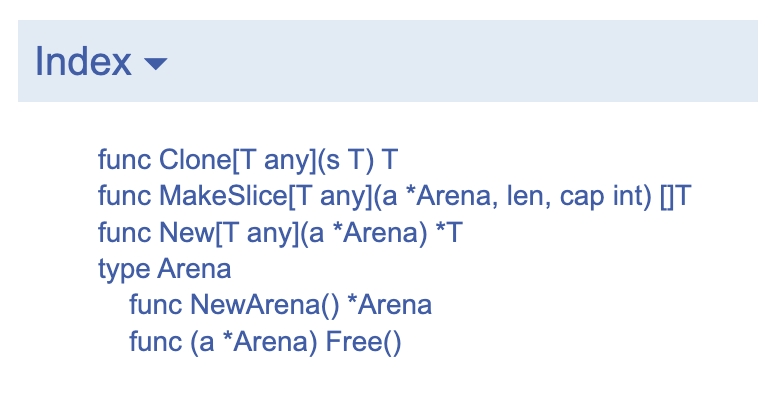 Index
func Clone[T any](s T) T
func MakeSlice[T any](a *Arena, len, cap int) []T
func New[T any](a *Arena) *T
type Arena
func NewArena() *Arena
func (a *Arena) Free()